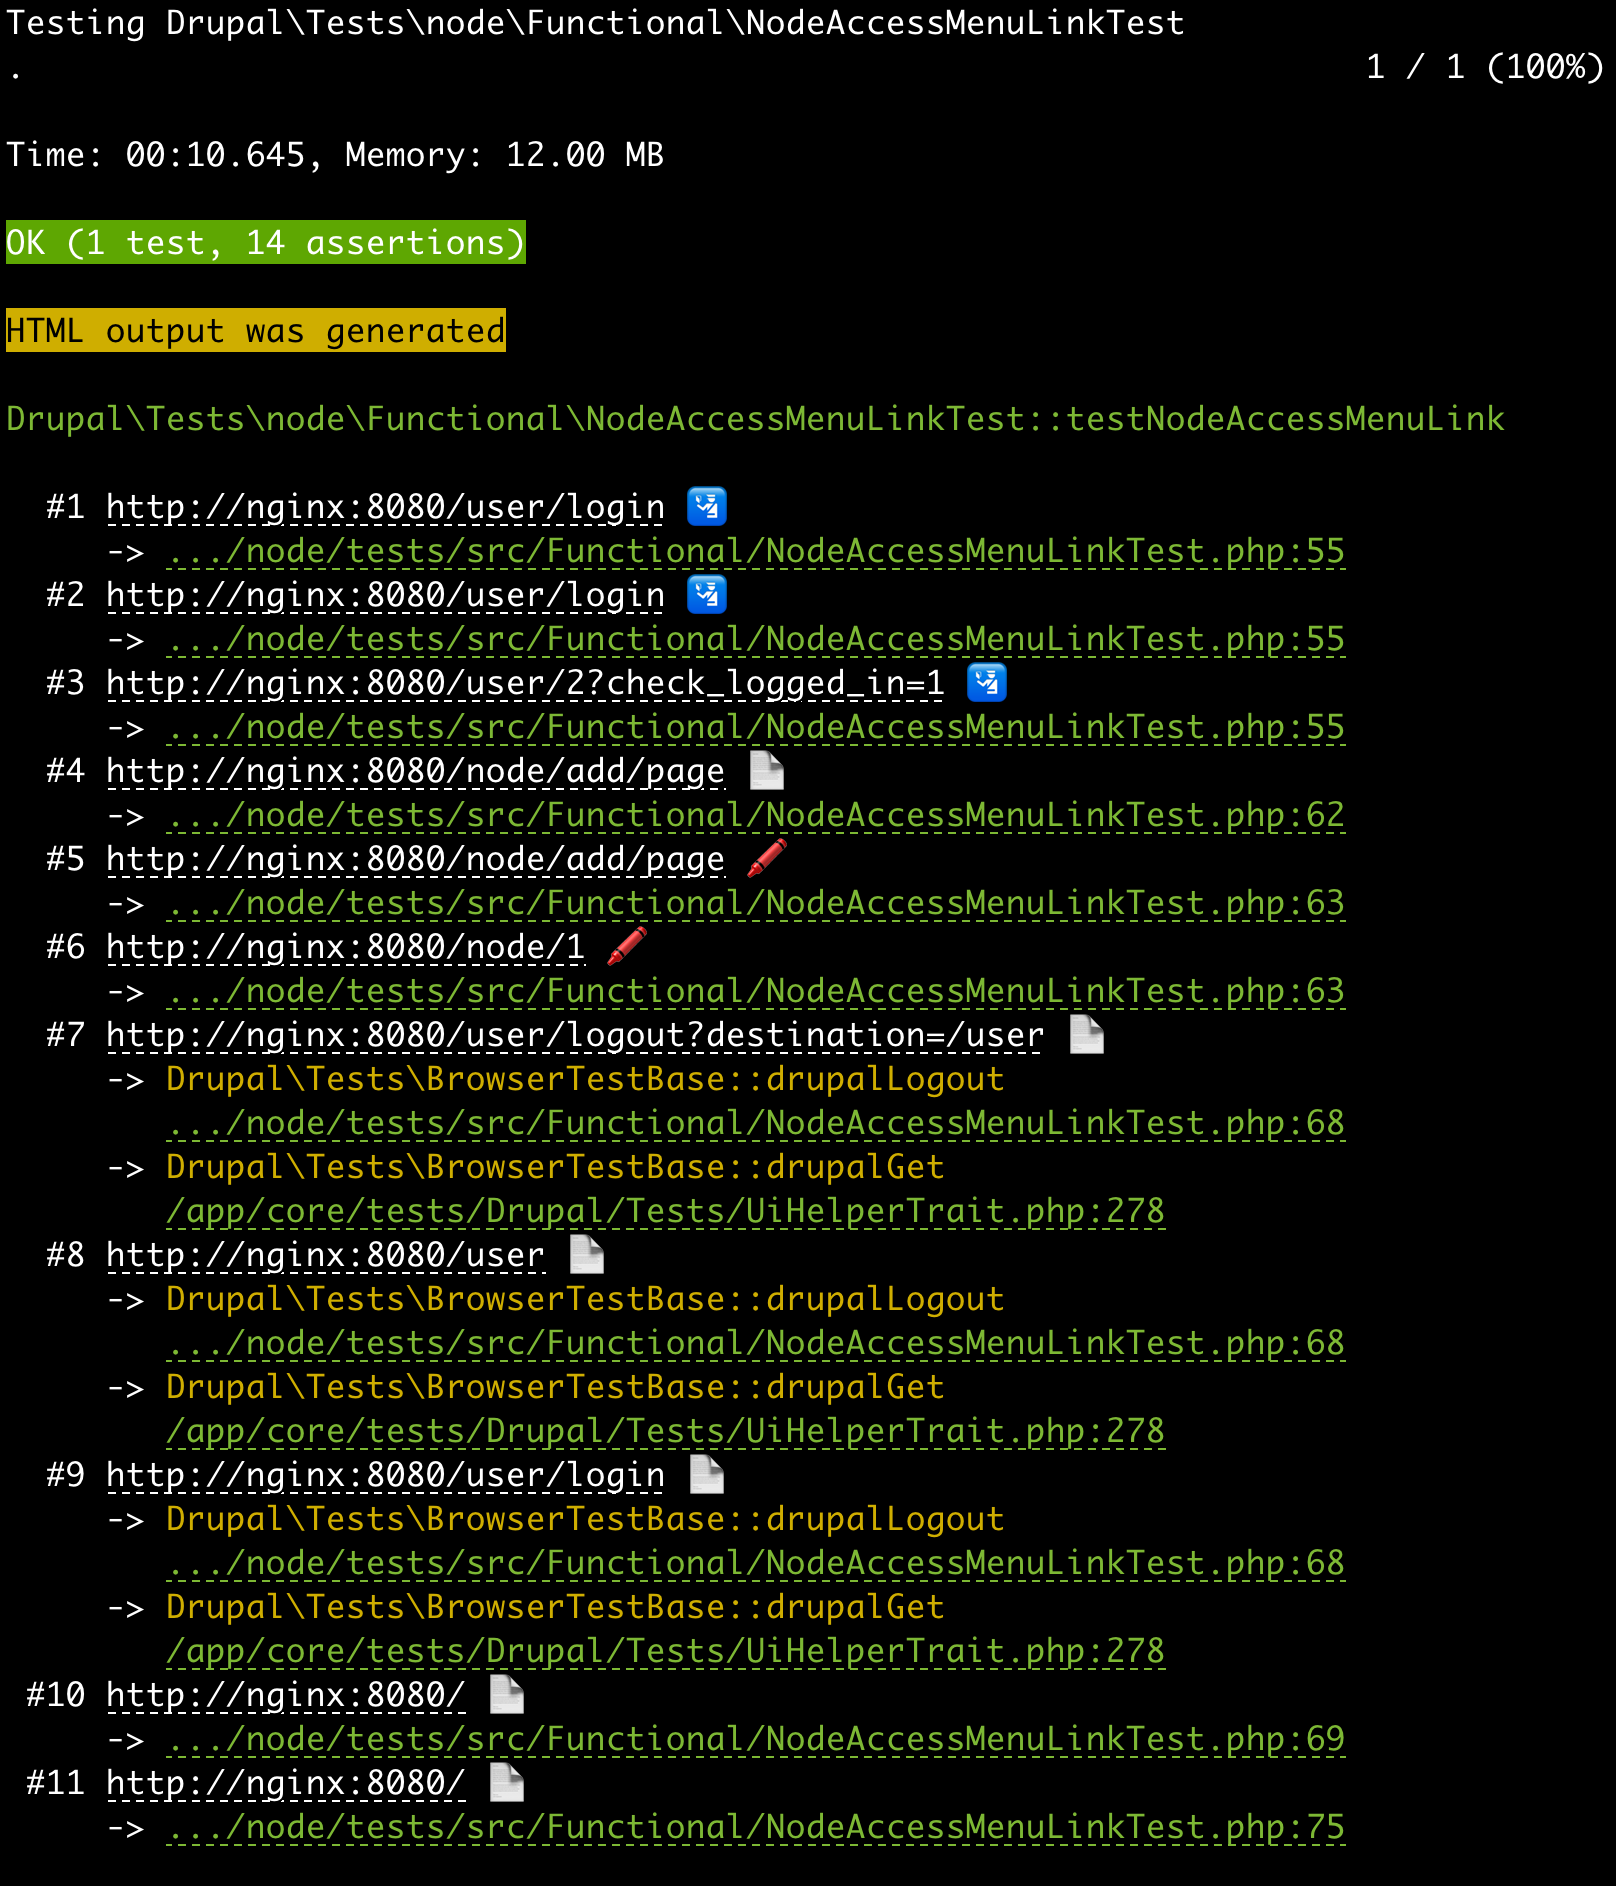 Testing Drupal\Tests\node\Functional\NodeAccessMenuLinkTest
. 1 / 1 (100%)
Time: 00:10.645, Memory: 12.00 MB
OK (1 test, 14 assertions)
HTML output was generated
Drupal\Tests\node\Functional\NodeAccessMenuLinkTest::testNodeAccessMenuLink
#1 http://nginx:8080/user/login
-> .../node/tests/src/Functional/NodeAccessMenuLinkTest.php:55
#2 http://nginx:8080/user/login
-> .../node/tests/src/Functional/NodeAccessMenuLinkTest.php:55
#3 http://nginx:8080/user/2?check_logged_in=1
-> .../node/tests/src/Functional/NodeAccessMenuLinkTest.php:55
#4 http://nginx:8080/node/add/page
-> .../node/tests/src/Functional/NodeAccessMenuLinkTest.php:62
#5 http://nginx:8080/node/add/page
-> .../node/tests/src/Functional/NodeAccessMenuLinkTest.php:63
#6 http://nginx:8080/node/1
-> .../node/tests/src/Functional/NodeAccessMenuLinkTest.php:63
#7 http://nginx:8080/user/logout?destination=/user
-> Drupal\Tests\BrowserTestBase::drupalLogout
.../node/tests/src/Functional/NodeAccessMenuLinkTest.php:68
-> Drupal\Tests\BrowserTestBase::drupalGet
/app/core/tests/Drupal/Tests/UiHelperTrait.php:278
#8 http://nginx:8080/user
-> Drupal\Tests\BrowserTestBase::drupalLogout
.../node/tests/src/Functional/NodeAccessMenuLinkTest.php:68
-> Drupal\Tests\BrowserTestBase::drupalGet
/app/core/tests/Drupal/Tests/UiHelperTrait.php:278
#9 http://nginx:8080/user/login
-> Drupal\Tests\BrowserTestBase::drupalLogout
.../node/tests/src/Functional/NodeAccessMenuLinkTest.php:68
-> Drupal\Tests\BrowserTestBase::drupalGet
/app/core/tests/Drupal/Tests/UiHelperTrait.php:278
#10 http://nginx:8080/
-> .../node/tests/src/Functional/NodeAccessMenuLinkTest.php:69
#11 http://nginx:8080/
-> .../node/tests/src/Functional/NodeAccessMenuLinkTest.php:75